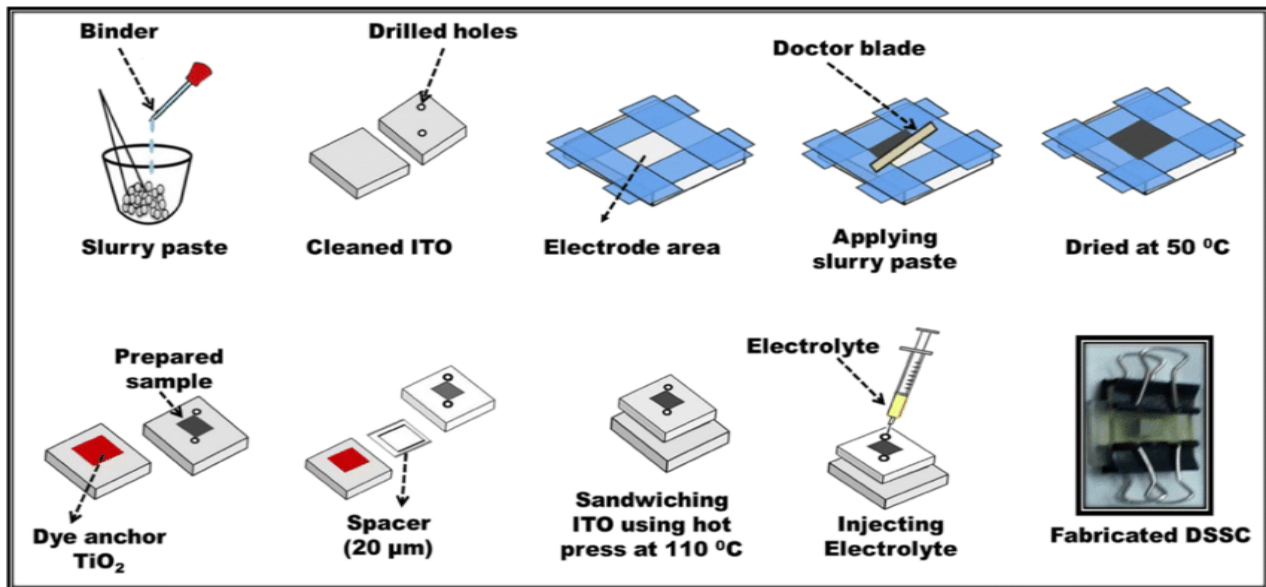 Binder
Drilled holes
Doctor blade
Slurry paste
Cleaned ITO
Electrode area
Applying
slurry paste
Dried at 50 ⁰C
Prepared
sample
Electrolyte
Dye anchor
TiO₂
Spacer
(20 µm)
Sandwiching
ITO using hot
press at 110 ⁰C
Injecting
Electrolyte
Fabricated DSSC